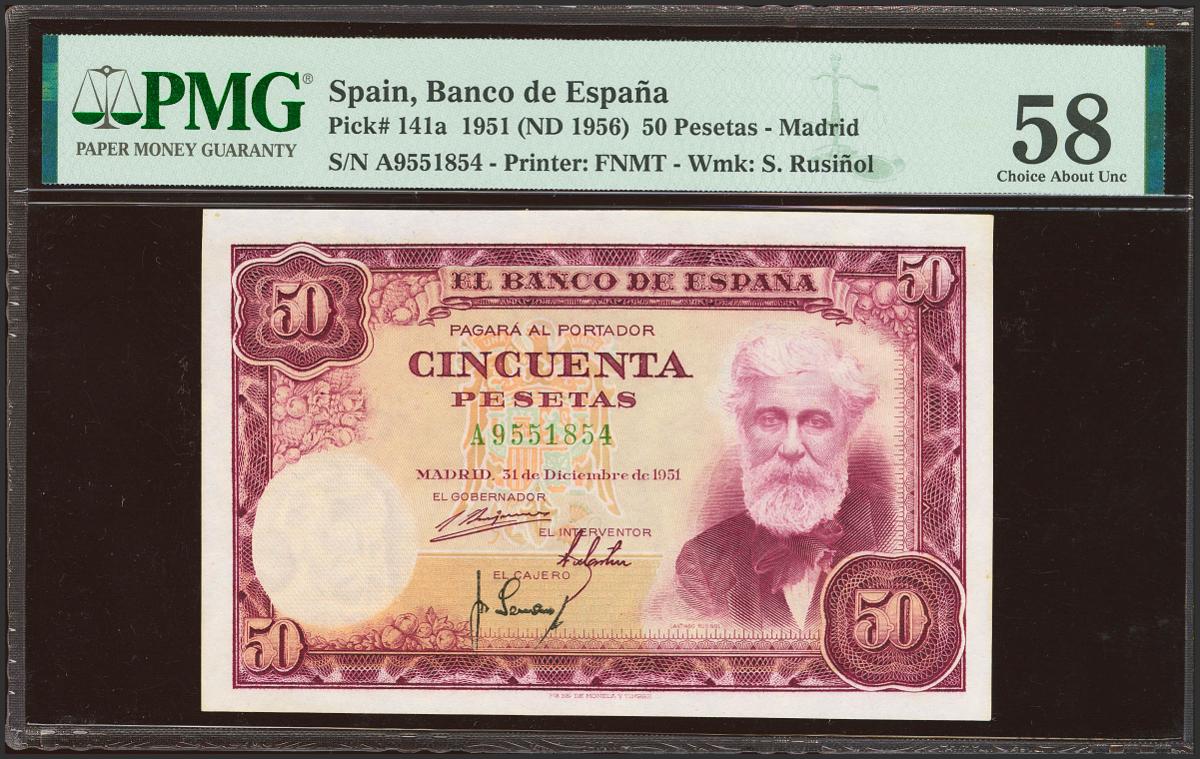 PMG®
PAPER MONEY GUARANTY
Spain, Banco de España
Pick# 141a 1951 (ND 1956) 50 Pesetas - Madrid
S/N A9551854 - Printer: FNMT - Wmk: S. Rusiñol
58
Choice About Unc
EL BANCO DE ESPAÑA
50
50
PAGARÁ AL PORTADOR
CINCUENTA
PESETAS
A9551854
MADRID, 31 de Diciembre de 1951
EL GOBERNADOR
EL INTERVENTOR
EL CAJERO
50
50